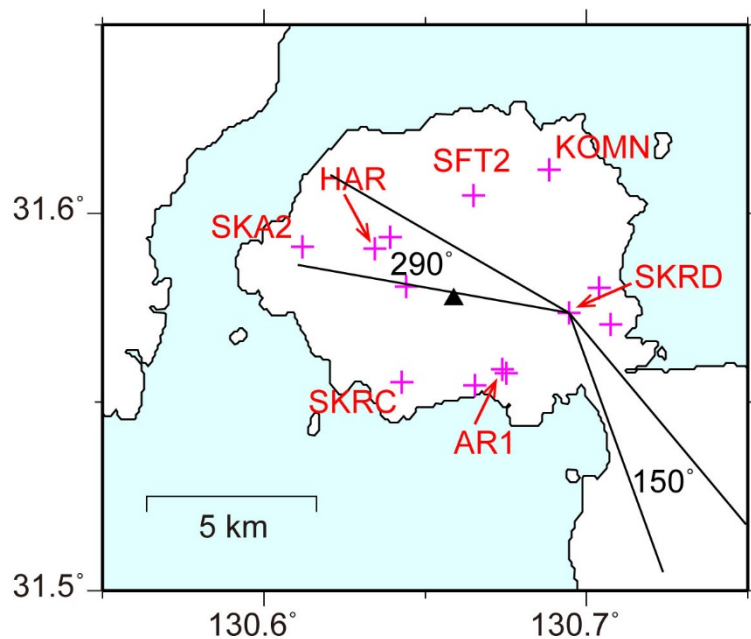 KOMN
SFT2
HAR
31.6°
SKA2
290°
SKRD
SKRC
AR1
150°
5 km
31.5°
130.6°
130.7°